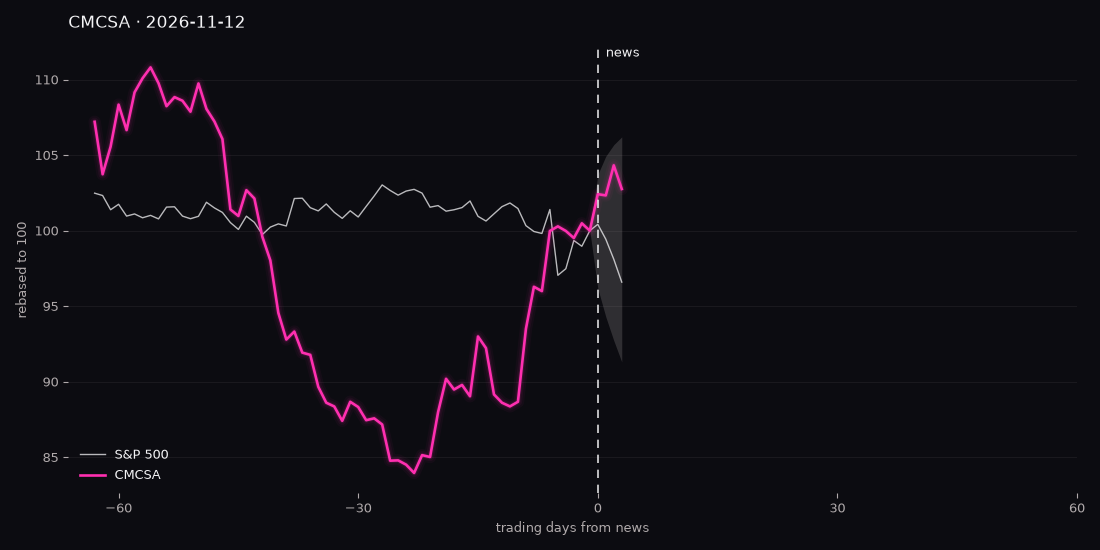 CMCSA · 2026-11-12
news
110
105
100
95
90
85
rebased to 100
S&P 500
CMCSA
−60
−30
0
30
60
trading days from news